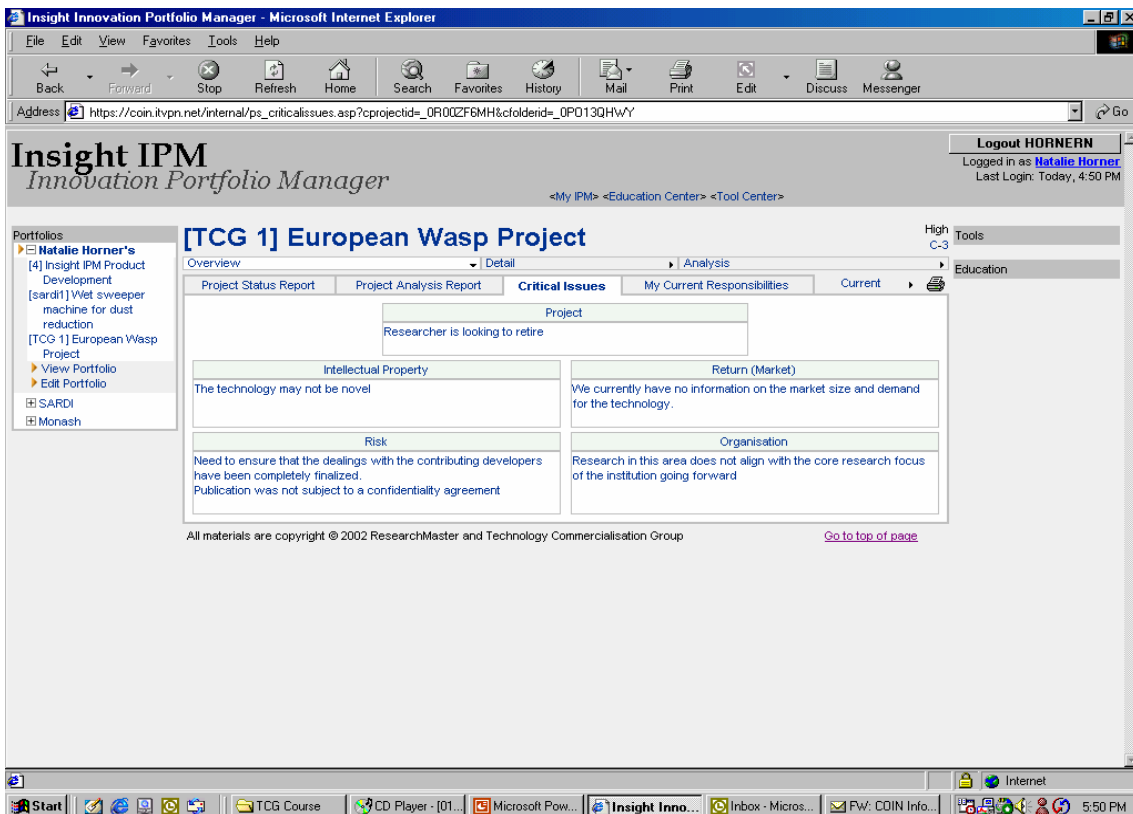 Insight Innovation Portfolio Manager - Microsoft Internet Explorer
File Edit View Favorites Tools Help
Back Forward Stop Refresh Home Search Favorites History Mail Print Edit Discuss Messenger
Address https://coin.itvpn.net/internal/ps_criticalissues.asp?cprojectid=_0R00ZF6MH&cfolderid=_0PO13QHWY Go
Insight IPM
Innovation Portfolio Manager
<My IPM> <Education Center> <Tool Center>
Logout HORNERN
Logged in as Natalie Horner
Last Login: Today, 4:50 PM
Portfolios
Natalie Horner's
[4] Insight IPM Product
Development
[sardi1] Wet sweeper
machine for dust
reduction
[TCG 1] European Wasp
Project
View Portfolio
Edit Portfolio
SARDI
Monash
[TCG 1] European Wasp Project
High
C-3
Overview Detail Analysis
Project Status Report Project Analysis Report Critical Issues My Current Responsibilities Current
Project
Researcher is looking to retire
Intellectual Property
The technology may not be novel
Return (Market)
We currently have no information on the market size and demand
for the technology.
Risk
Need to ensure that the dealings with the contributing developers
have been completely finalized.
Publication was not subject to a confidentiality agreement
Organisation
Research in this area does not align with the core research focus
of the institution going forward
All materials are copyright © 2002 ResearchMaster and Technology Commercialisation Group
Go to top of page
Tools
Education
Internet
Start TCG Course CD Player - [01... Microsoft Pow... Insight Inno... Inbox - Micros... FW: COIN Info... 5:50 PM